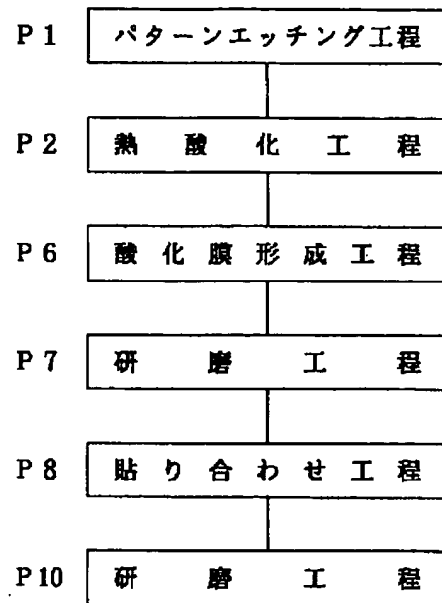 P1 パターンエッチング工程
P2 熱酸化工程
P6 酸化膜形成工程
P7 研磨工程
P8 貼り合わせ工程
P10 研磨工程